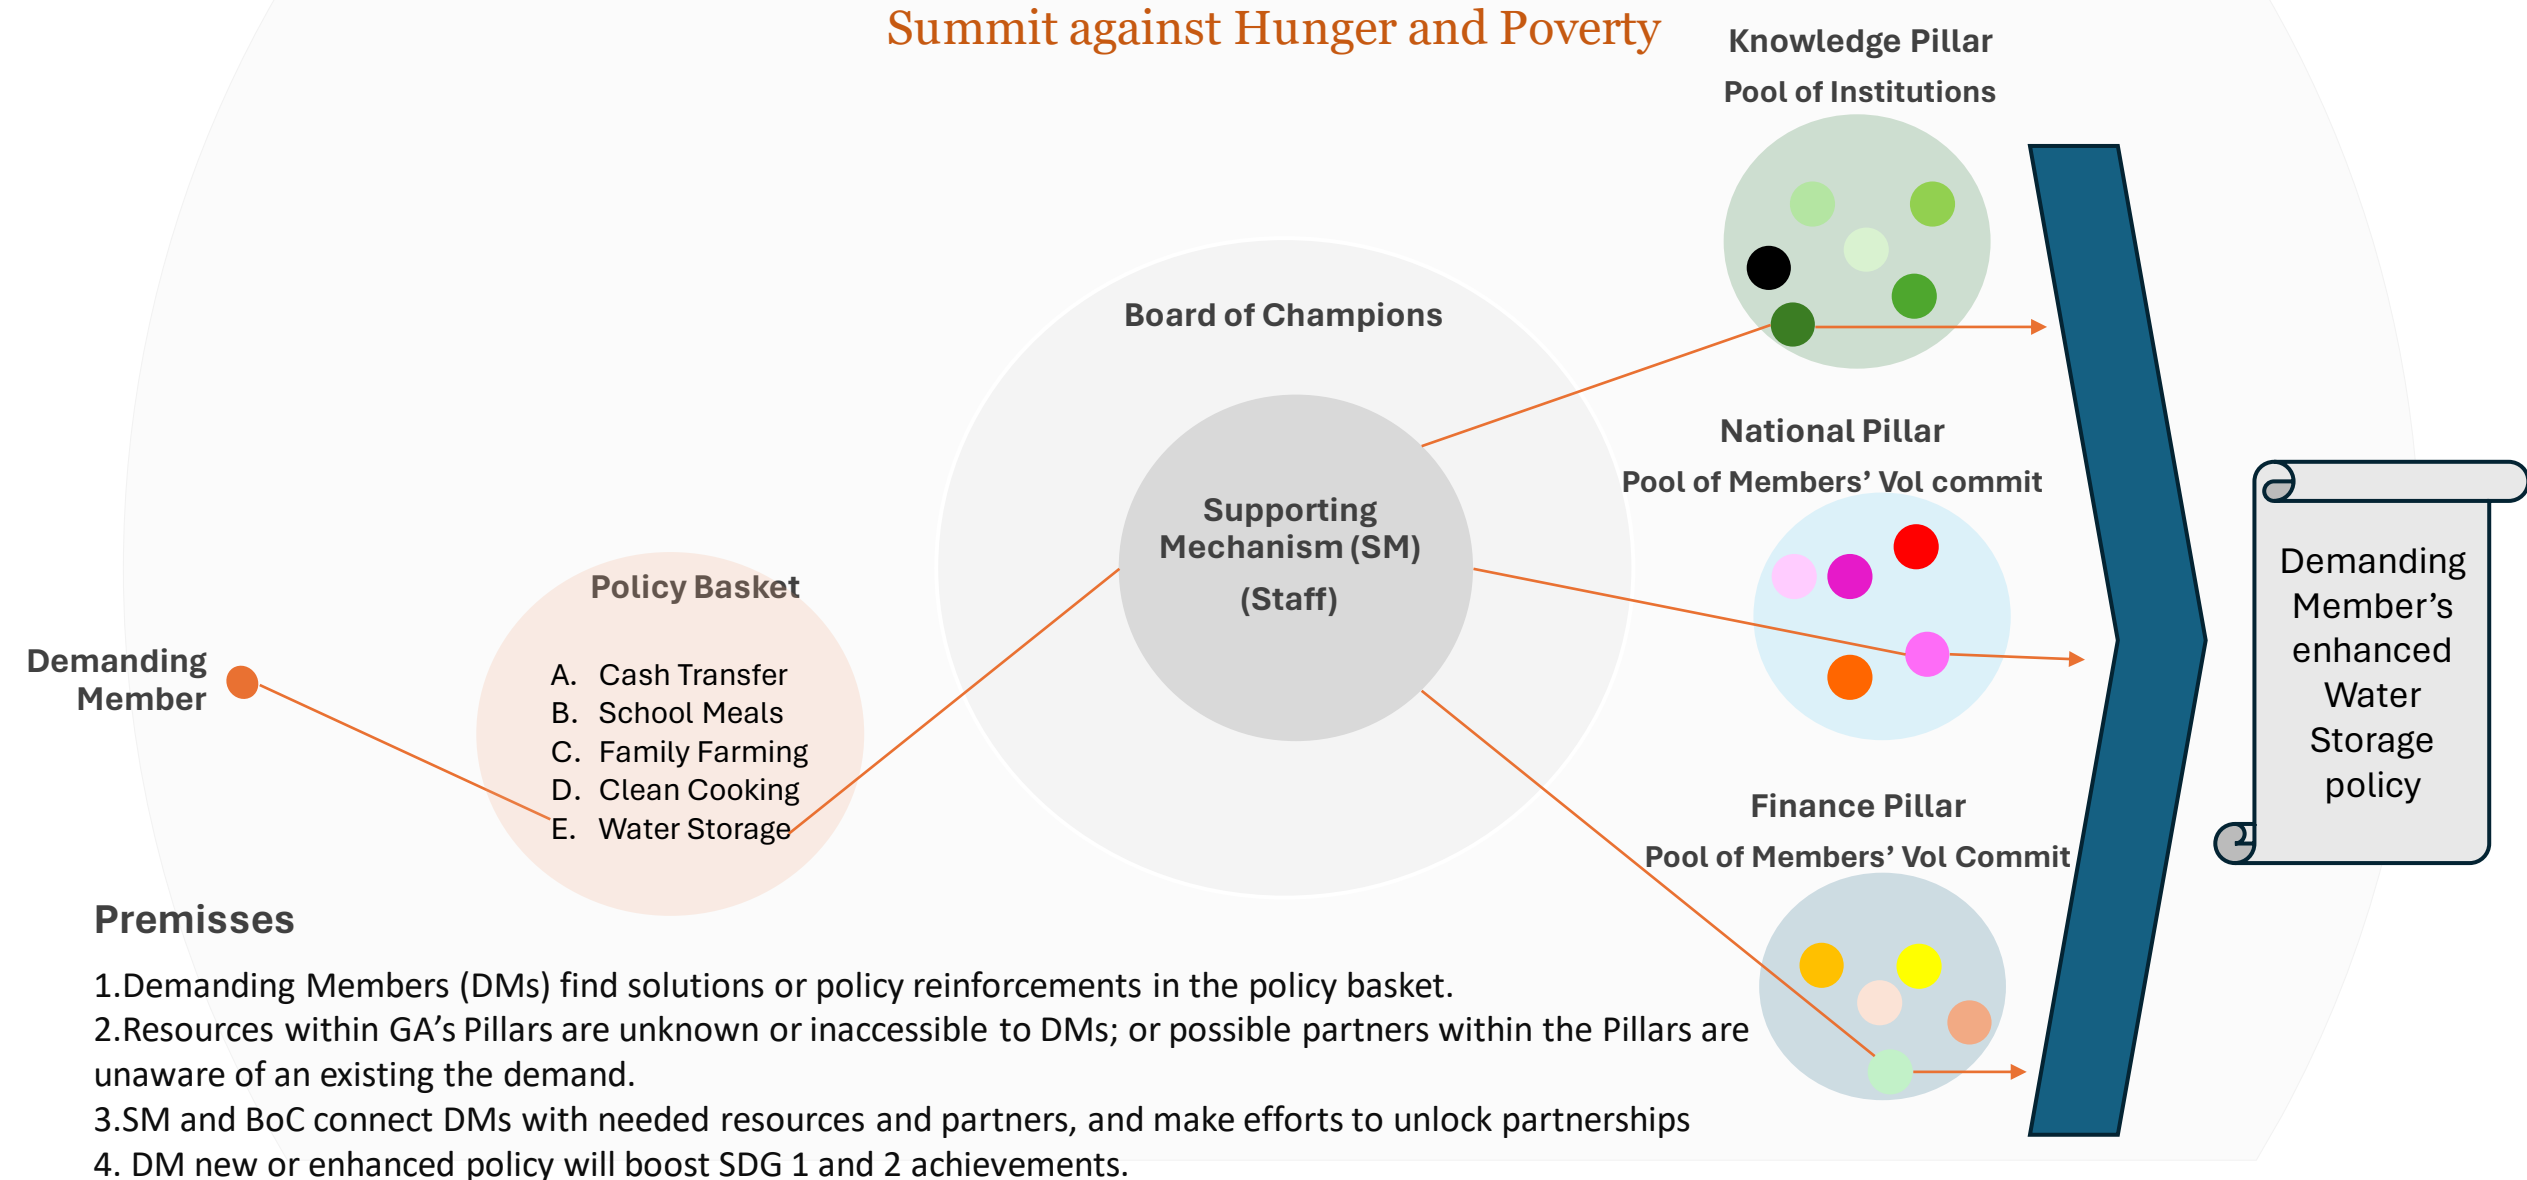 Summit against Hunger and Poverty
Knowledge Pillar
Pool of Institutions
Board of Champions
National Pillar
Pool of Members’ Vol commit
Supporting
Mechanism (SM)
(Staff)
Policy Basket
Demanding
Member
A. Cash Transfer
B. School Meals
C. Family Farming
D. Clean Cooking
E. Water Storage
Finance Pillar
Pool of Members’ Vol Commit
Demanding
Member’s
enhanced
Water
Storage
policy
Premisses
1.Demanding Members (DMs) find solutions or policy reinforcements in the policy basket.
2.Resources within GA’s Pillars are unknown or inaccessible to DMs; or possible partners within the Pillars are
unaware of an existing the demand.
3.SM and BoC connect DMs with needed resources and partners, and make efforts to unlock partnerships
4. DM new or enhanced policy will boost SDG 1 and 2 achievements.